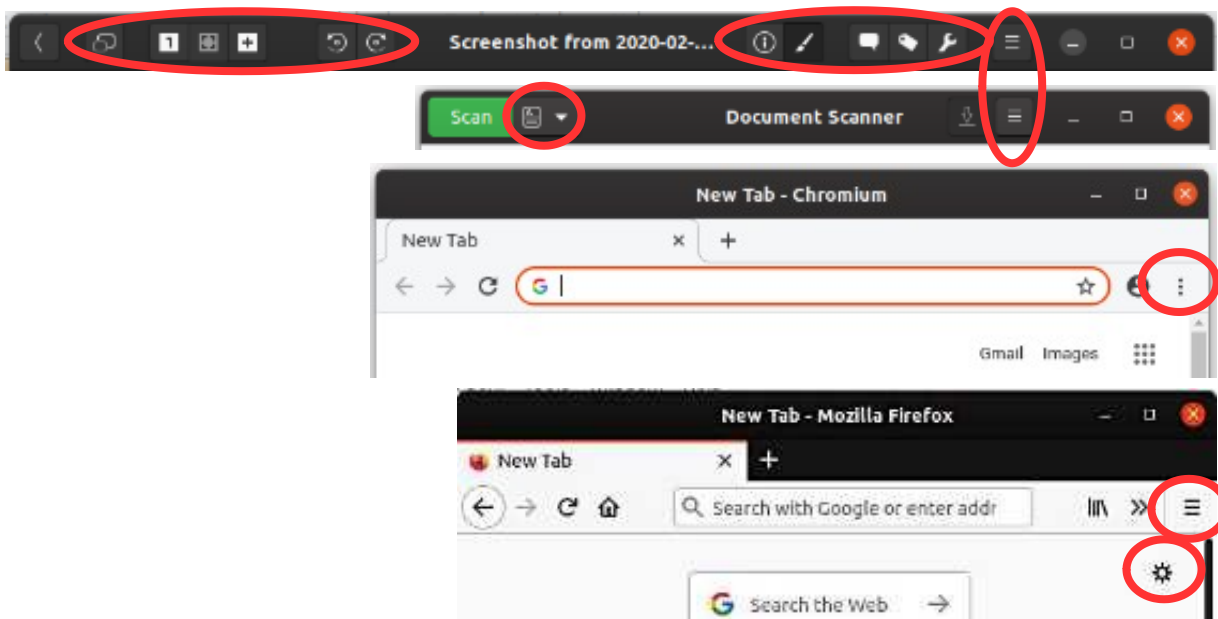 1 Screenshot from 2020-02-...
Scan Document Scanner
New Tab - Chromium
New Tab
G
Gmail Images
New Tab - Mozilla Firefox
New Tab
Search with Google or enter addr
G Search the Web